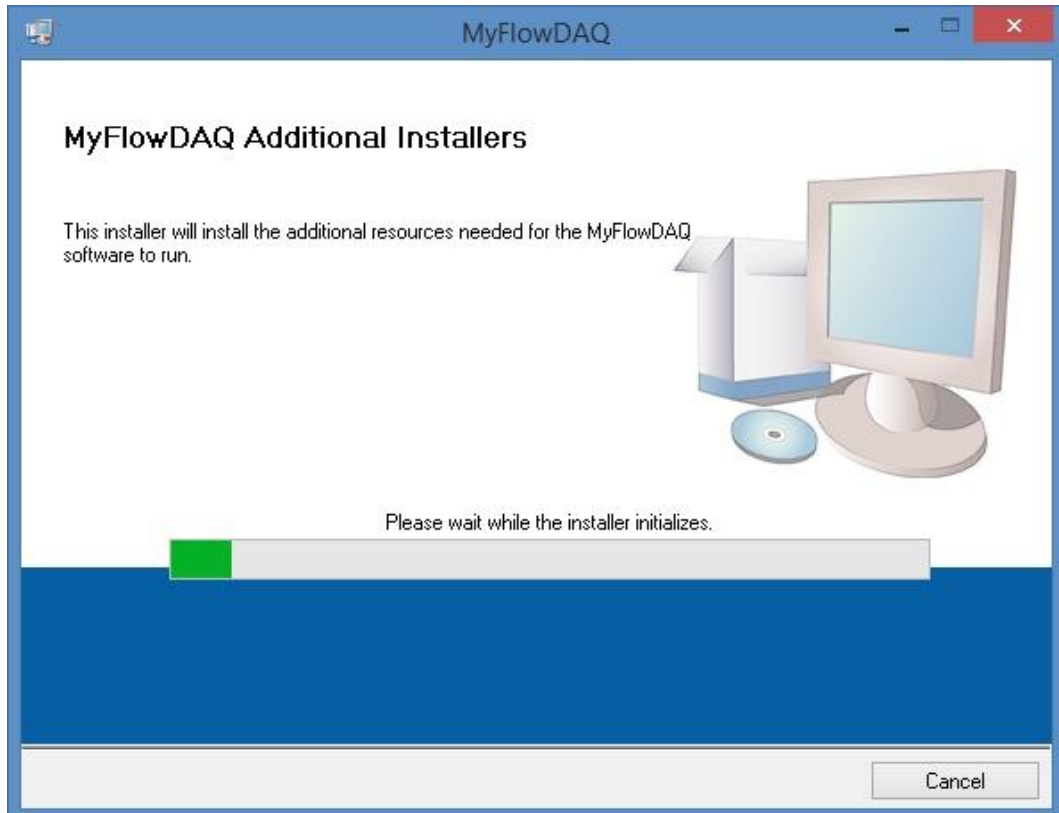 MyFlowDAQ
MyFlowDAQ Additional Installers
This installer will install the additional resources needed for the MyFlowDAQ
software to run.
Please wait while the installer initializes.
Cancel